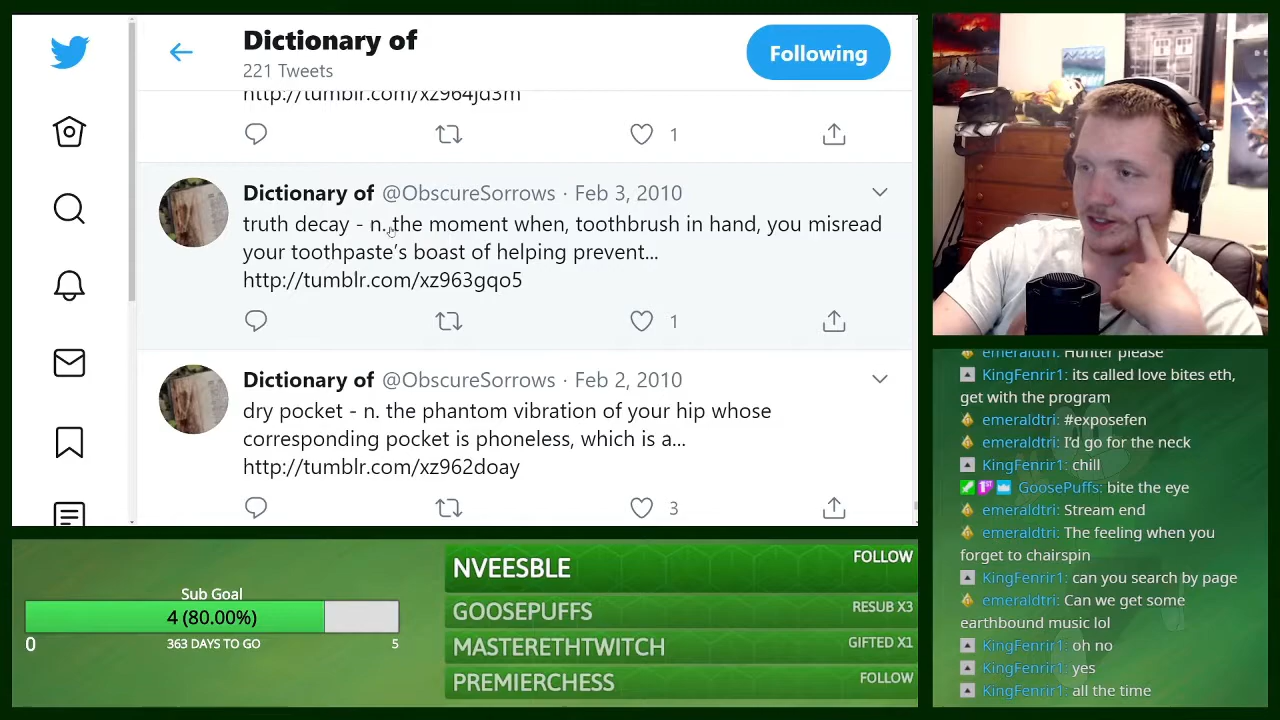 Dictionary of
221 Tweets
Following
http://tumblr.com/xz964jd3m
1
Dictionary of @ObscureSorrows · Feb 3, 2010
truth decay - n. the moment when, toothbrush in hand, you misread
your toothpaste’s boast of helping prevent...
http://tumblr.com/xz963gqo5
1
Dictionary of @ObscureSorrows · Feb 2, 2010
dry pocket - n. the phantom vibration of your hip whose
corresponding pocket is phoneless, which is a...
http://tumblr.com/xz962doay
3
Sub Goal
4 (80.00%)
0
363 DAYS TO GO
5
NVEESBLE FOLLOW
GOOSEPUFFS RESUB X3
MASTERETHTWITCH GIFTED X1
PREMIERCHESS FOLLOW
emeraldtri: Hunter please
KingFenrir1: its called love bites eth,
get with the program
emeraldtri: #exposefen
emeraldtri: I'd go for the neck
KingFenrir1: chill
GoosePuffs: bite the eye
emeraldtri: Stream end
emeraldtri: The feeling when you
forget to chairspin
KingFenrir1: can you search by page
emeraldtri: Can we get some
earthbound music lol
KingFenrir1: oh no
KingFenrir1: yes
KingFenrir1: all the time